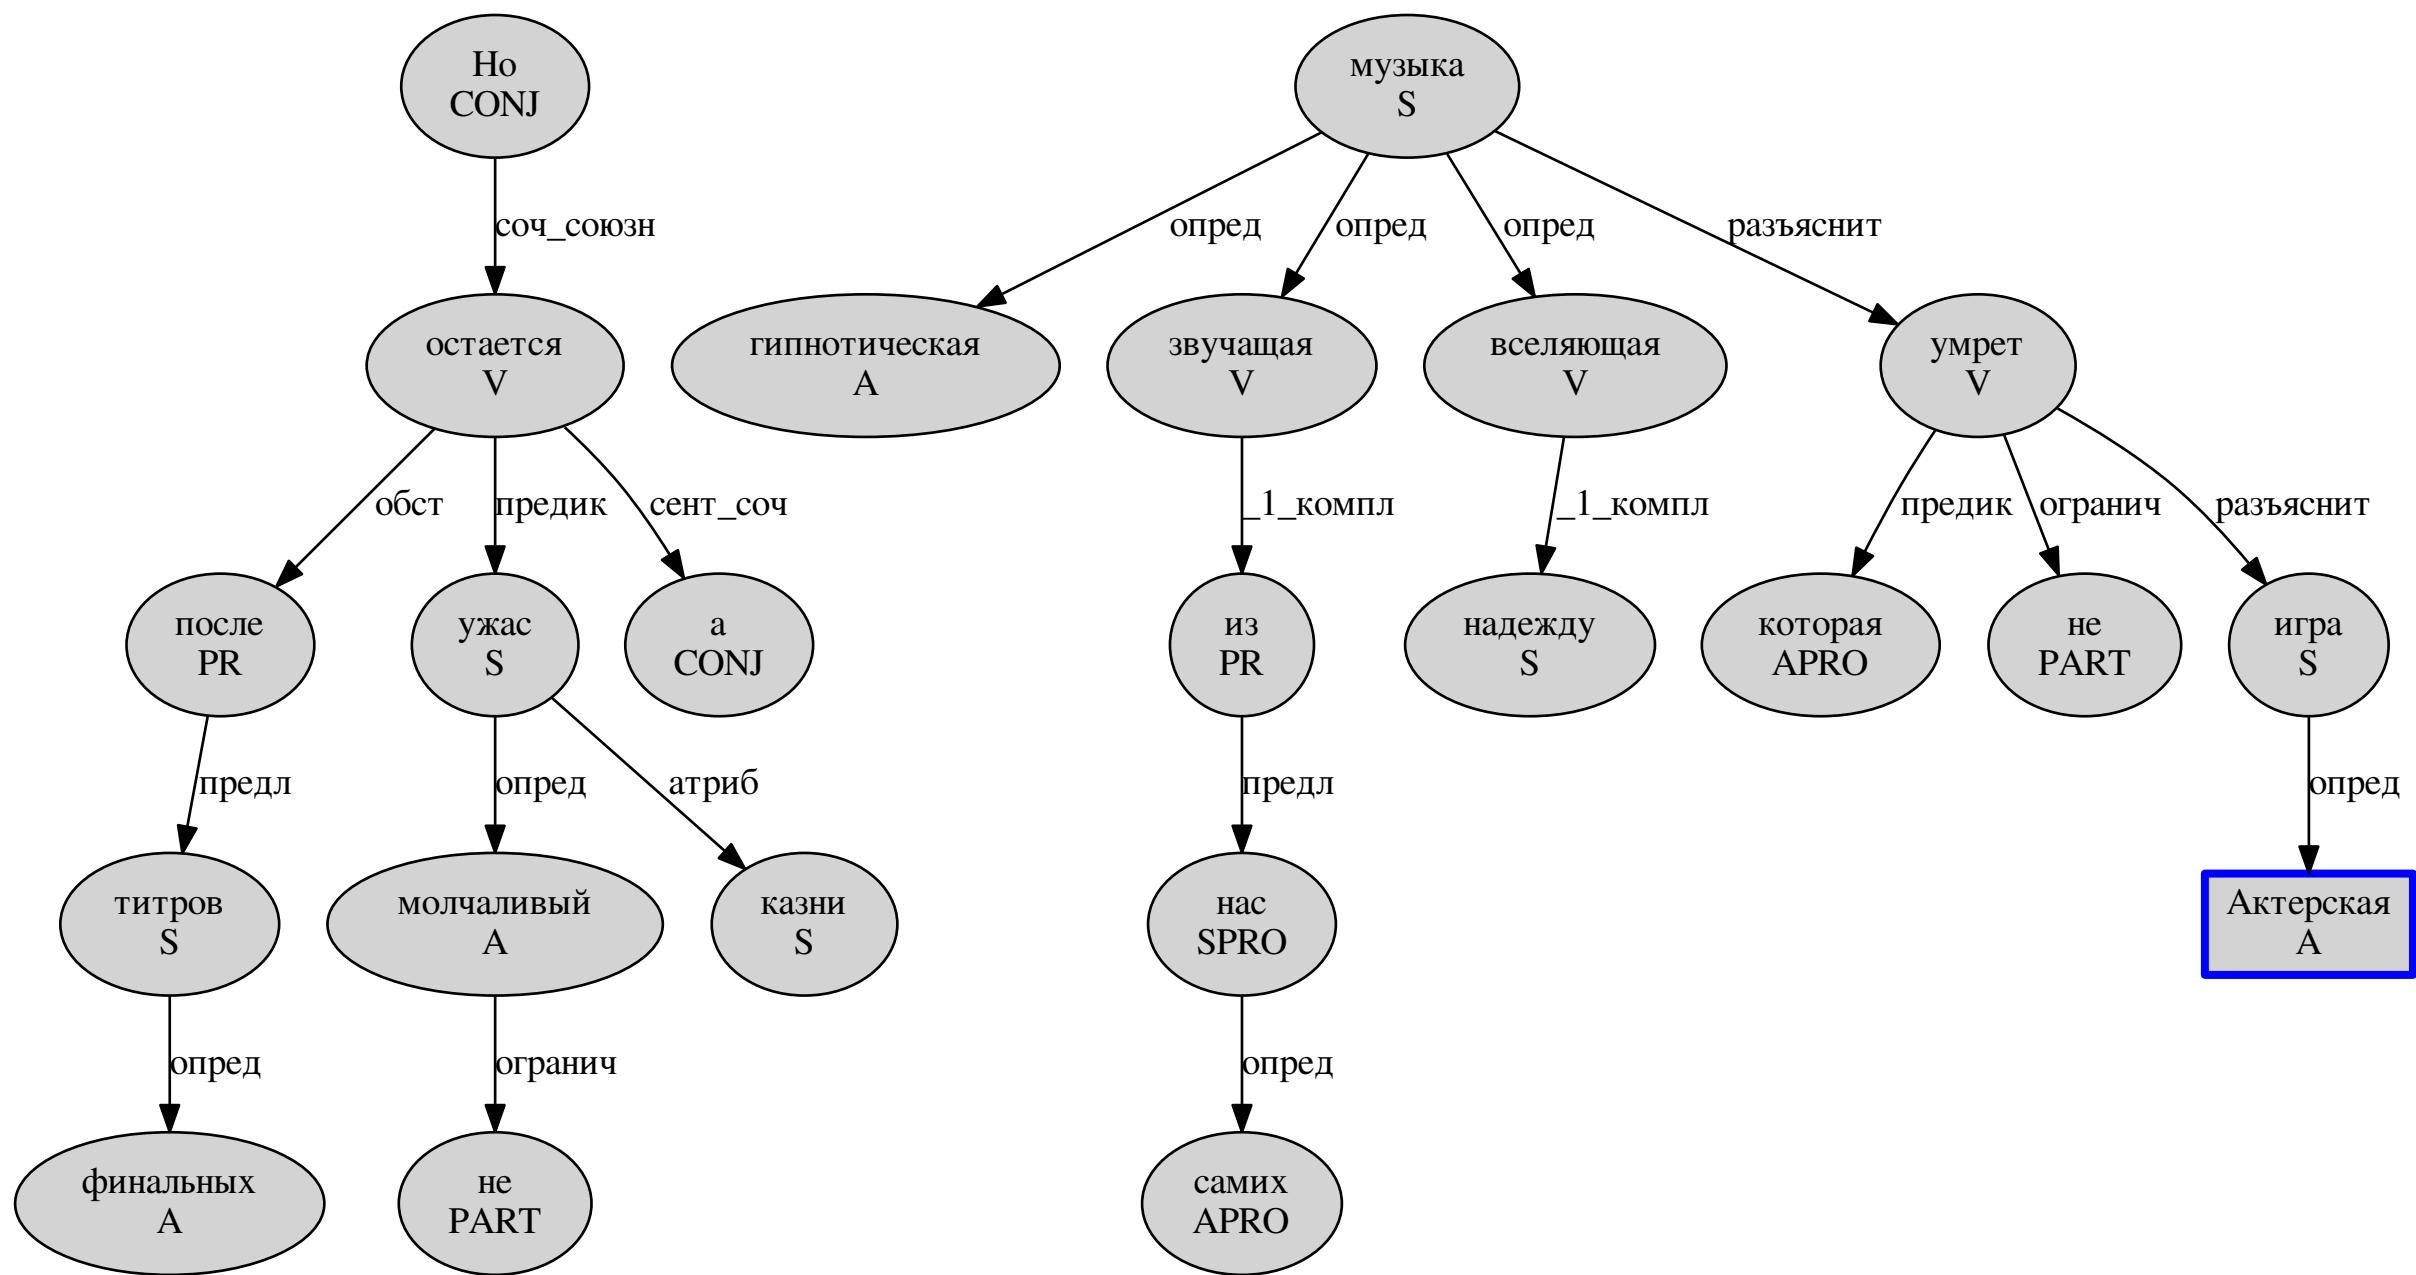 Но
CONJ
музыка
S
соч_союзн
опред
опред
опред
разъяснит
остается
V
гипнотическая
A
звучащая
V
вселяющая
V
умрет
V
обст
предик
сент_соч
_1_компл
_1_компл
предик
огранич
разъяснит
после
PR
ужас
S
а
CONJ
из
PR
надежду
S
которая
APRO
не
PART
игра
S
предл
опред
атриб
предл
опред
титров
S
молчаливый
A
казни
S
нас
SPRO
Актерская
A
опред
огранич
опред
финальных
A
не
PART
самих
APRO